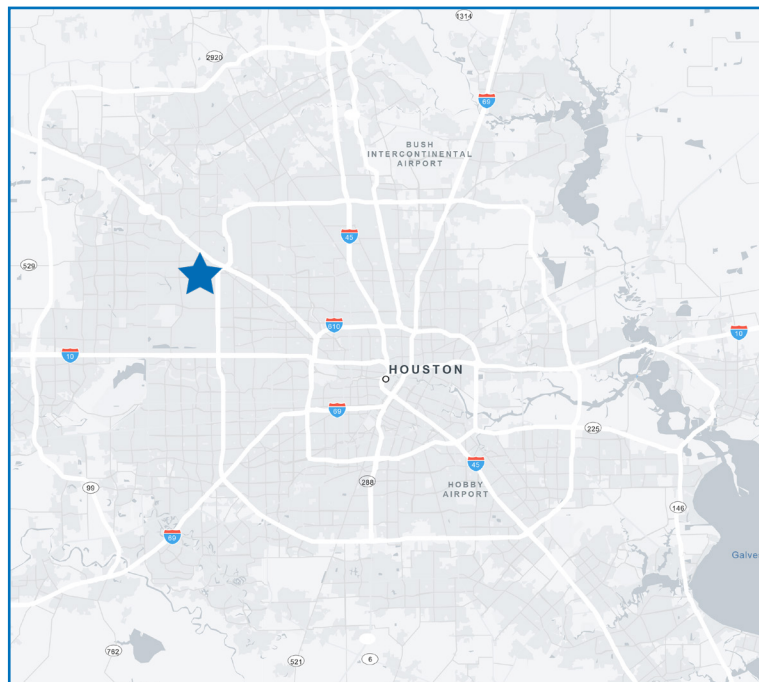 1314
2920
69
BUSH
INTERCONTINENTAL
AIRPORT
45
529
610
10
10
HOUSTON
69
225
45
288
HOBBY
AIRPORT
99
146
69
Galve
762
521
6